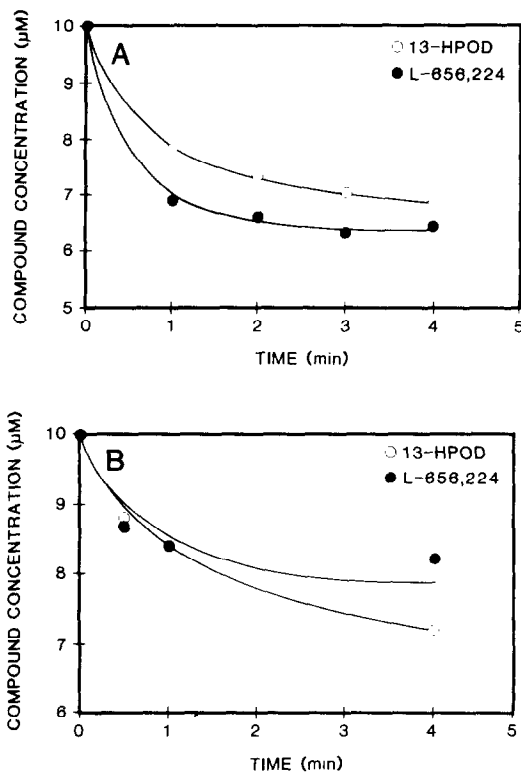 COMPOUND CONCENTRATION (µM)
10
9
8
7
6
5
A
13-HPOD
L-656,224
0
1
2
3
4
5
TIME (min)
COMPOUND CONCENTRATION (µM)
10
9
8
7
6
B
13-HPOD
L-656,224
0
1
2
3
4
5
TIME (min)